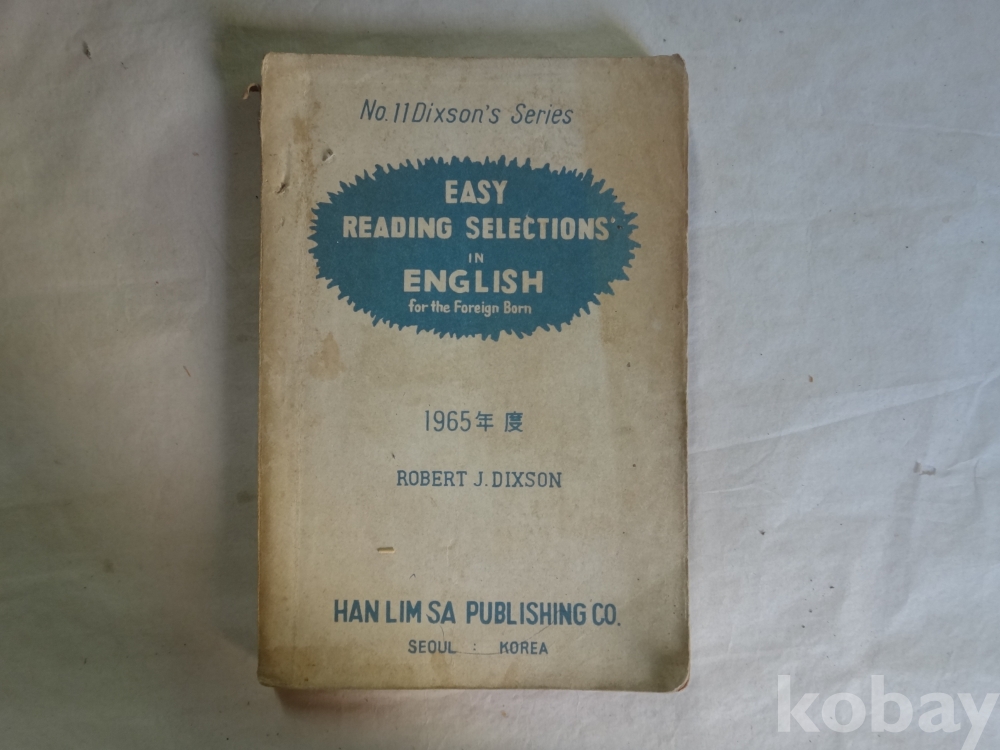 No. 11 Dixson's Series
EASY
READING SELECTIONS
IN
ENGLISH
for the Foreign Born
1965年度
ROBERT J. DIXSON
HAN LIM SA PUBLISHING CO.
SEOUL : KOREA
kobay